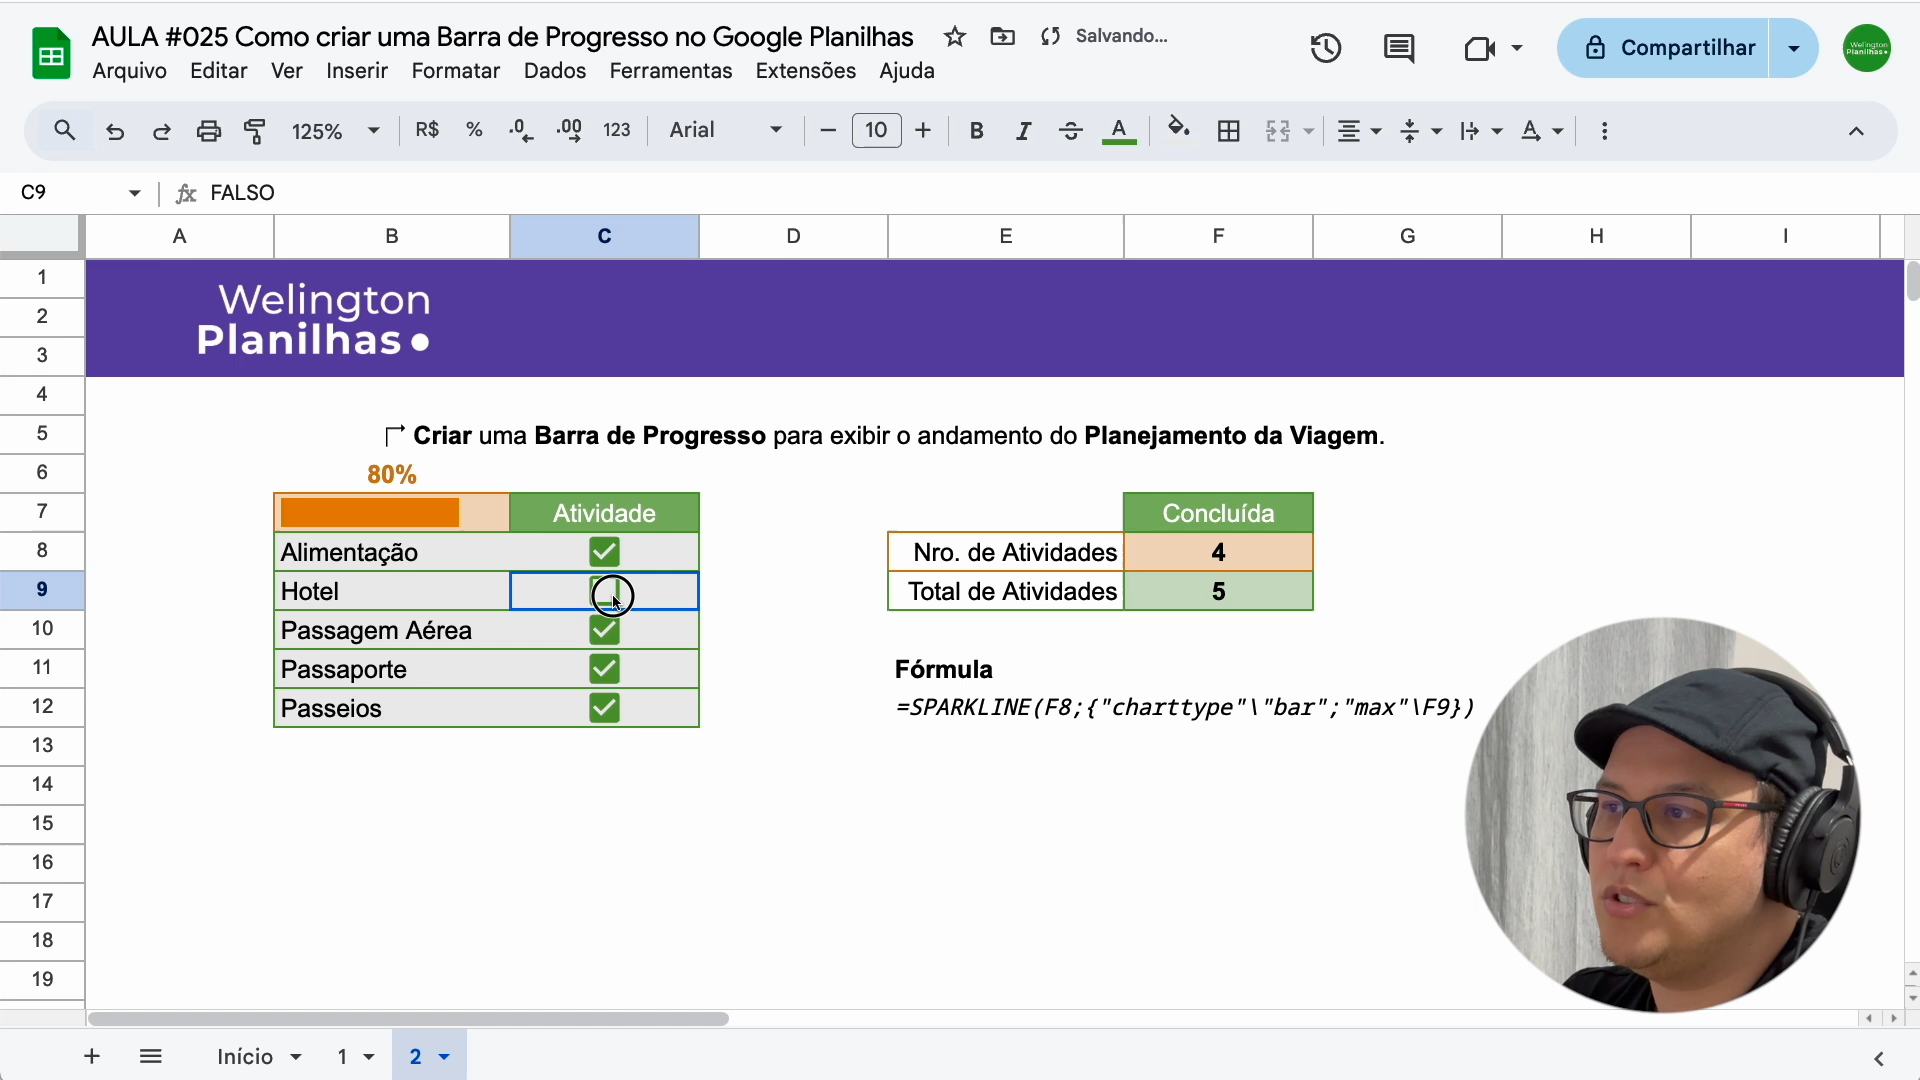 AULA #025 Como criar uma Barra de Progresso no Google Planilhas Salvando...
Arquivo Editar Ver Inserir Formatar Dados Ferramentas Extensões Ajuda
Compartilhar
Welington
Planilhas
125% R$ % .0 .00 123 Arial 10 B I S A A
C9 fx FALSO
A B C D E F G H I
1
2
3
4
5
6
7
8
9
10
11
12
13
14
15
16
17
18
19
Welington
Planilhas
Criar uma Barra de Progresso para exibir o andamento do Planejamento da Viagem.
80%
Atividade Concluída
Alimentação Nro. de Atividades 4
Hotel Total de Atividades 5
Passagem Aérea
Passaporte Fórmula
Passeios =SPARKLINE(F8;{"charttype"\"bar";"max"\F9})
+ Início 1 2